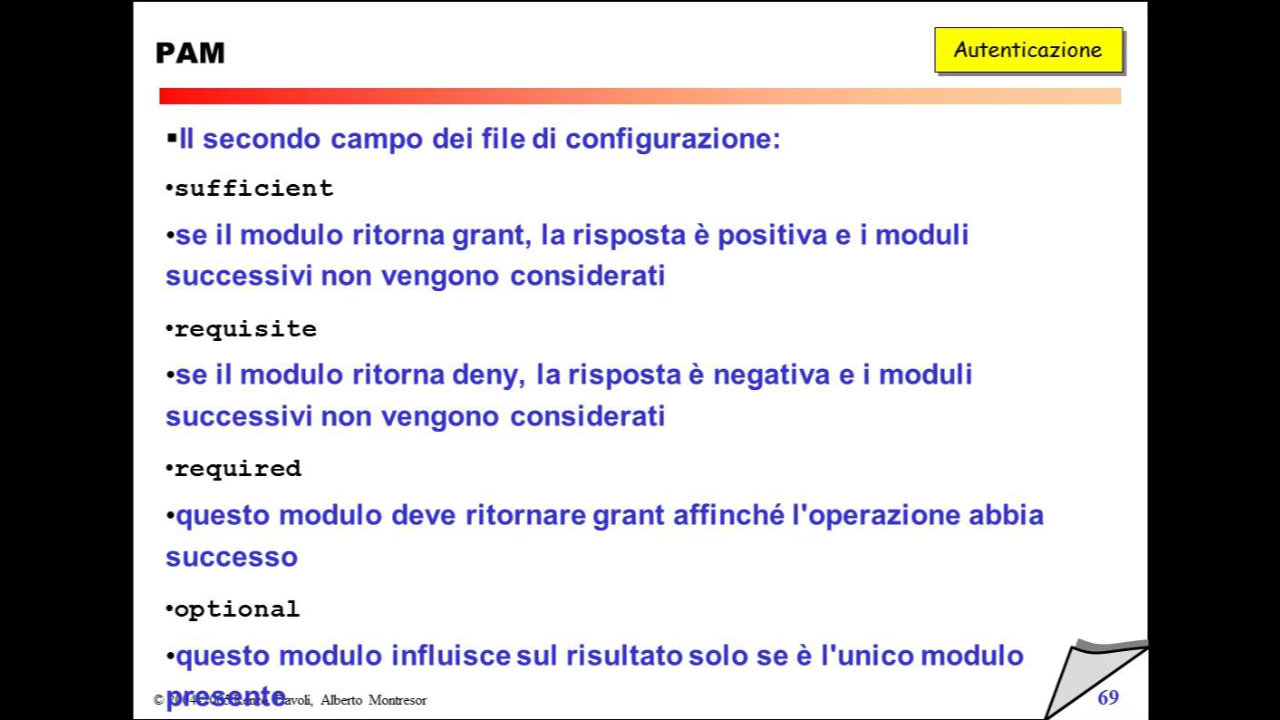 PAM
Autenticazione
▪Il secondo campo dei file di configurazione:
•sufficient
•se il modulo ritorna grant, la risposta è positiva e i moduli
successivi non vengono considerati
•requisite
•se il modulo ritorna deny, la risposta è negativa e i moduli
successivi non vengono considerati
•required
•questo modulo deve ritornare grant affinché l'operazione abbia
successo
•optional
•questo modulo influisce sul risultato solo se è l'unico modulo
presente
© Alberto Montresor
69